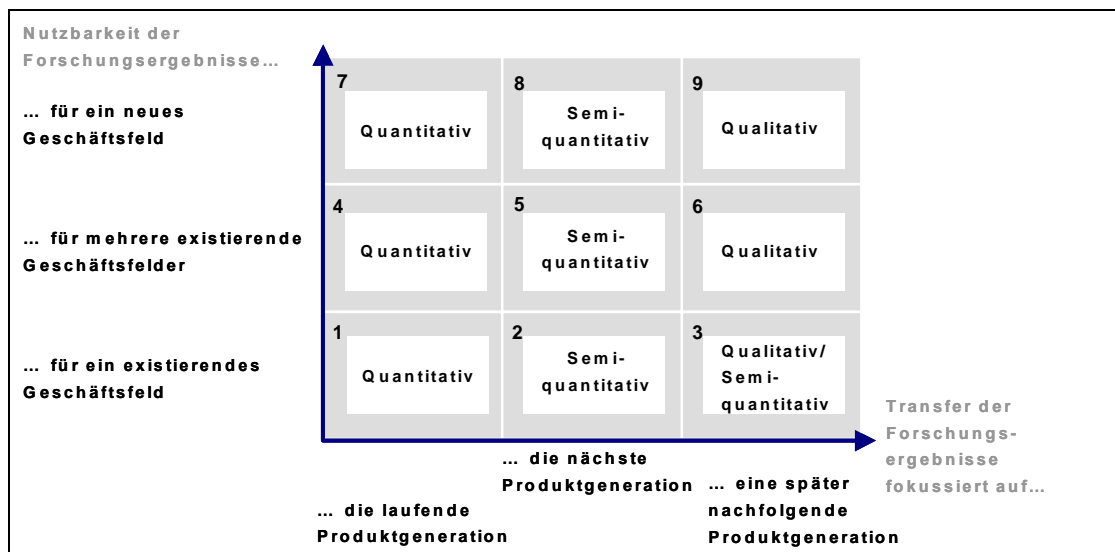 Nutzbarkeit der
Forschungsergebnisse…
… für ein neues
Geschäftsfeld
7
Quantitativ
8
Semi-
quantitativ
9
Qualitativ
… für mehrere existierende
Geschäftsfelder
4
Quantitativ
5
Semi-
quantitativ
6
Qualitativ
… für ein existierendes
Geschäftsfeld
1
Quantitativ
2
Semi-
quantitativ
3
Qualitativ/
Semi-
quantitativ
Transfer der
Forschungs-
ergebnisse
fokussiert auf…
… die laufende
Produktgeneration
… die nächste
Produktgeneration
… eine später
nachfolgende
Produktgeneration